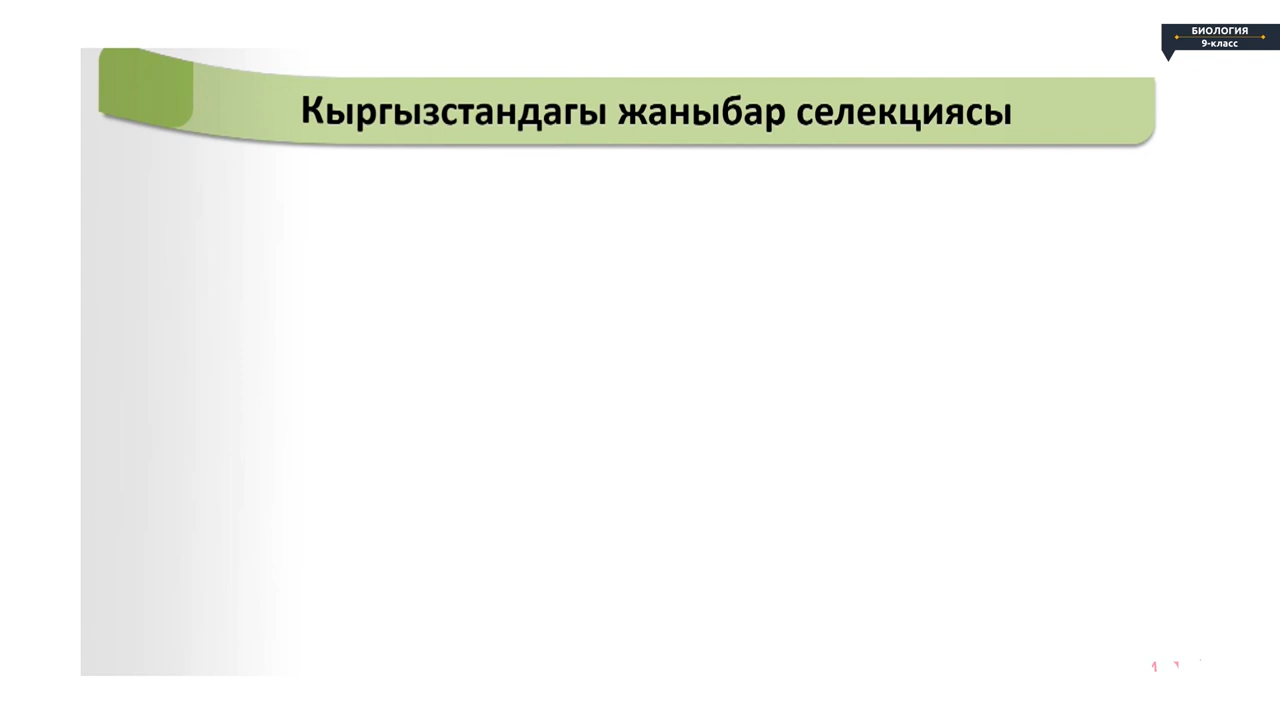 БИОЛОГИЯ
9-класс
Кыргызстандагы жаныбар селекциясы